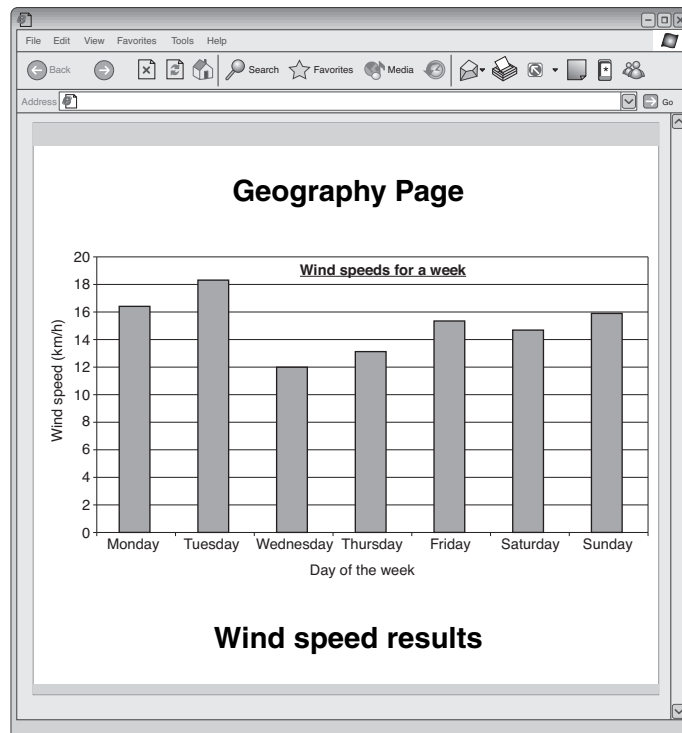 File Edit View Favorites Tools Help
Back Search Favorites Media
Address Go
Geography Page
Wind speeds for a week
20
18
16
14
12
10
8
6
4
2
0
Wind speed (km/h)
Monday Tuesday Wednesday Thursday Friday Saturday Sunday
Day of the week
Wind speed results